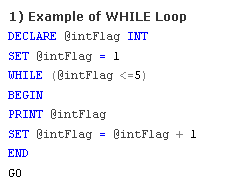 1) Example of WHILE Loop
DECLARE @intFlag INT
SET @intFlag = 1
WHILE (@intFlag <=5)
BEGIN
PRINT @intFlag
SET @intFlag = @intFlag + 1
END
GO